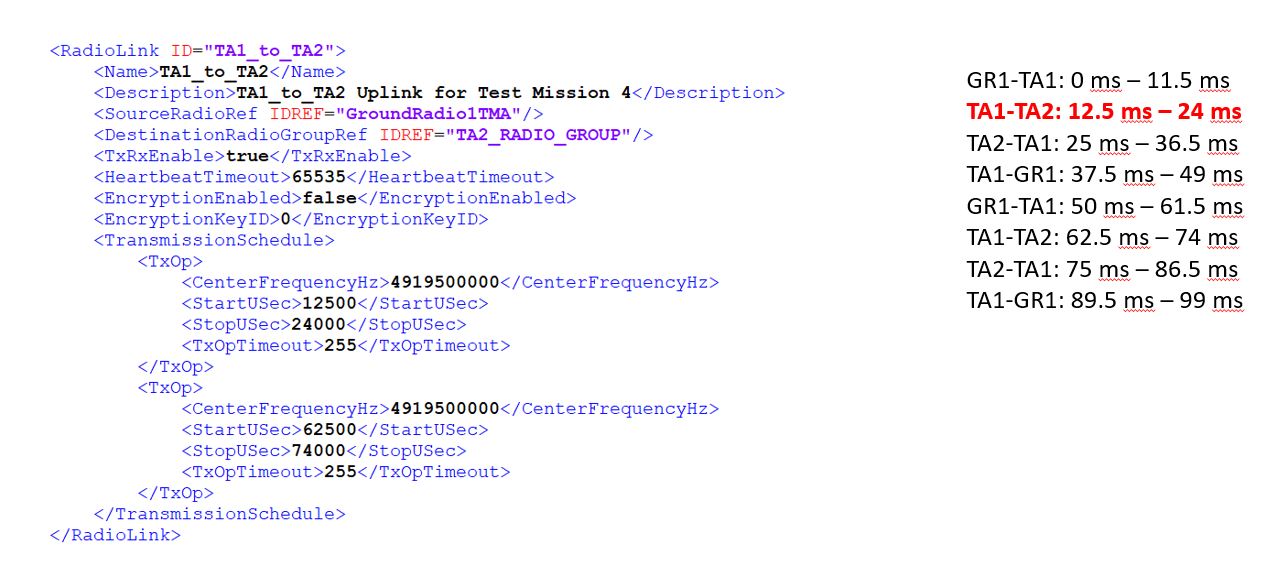 <RadioLink ID="TA1_to_TA2">
<Name>TA1_to_TA2</Name>
<Description>TA1_to_TA2 Uplink for Test Mission 4</Description>
<SourceRadioRef IDREF="GroundRadio1TMA"/>
<DestinationRadioGroupRef IDREF="TA2_RADIO_GROUP"/>
<TxRxEnable>true</TxRxEnable>
<HeartbeatTimeout>65535</HeartbeatTimeout>
<EncryptionEnabled>false</EncryptionEnabled>
<EncryptionKeyID>0</EncryptionKeyID>
<TransmissionSchedule>
<TxOp>
<CenterFrequencyHz>4919500000</CenterFrequencyHz>
<StartUSec>12500</StartUSec>
<StopUSec>24000</StopUSec>
<TxOpTimeout>255</TxOpTimeout>
</TxOp>
<TxOp>
<CenterFrequencyHz>4919500000</CenterFrequencyHz>
<StartUSec>62500</StartUSec>
<StopUSec>74000</StopUSec>
<TxOpTimeout>255</TxOpTimeout>
</TxOp>
</TransmissionSchedule>
</RadioLink>
GR1-TA1: 0 ms – 11.5 ms
TA1-TA2: 12.5 ms – 24 ms
TA2-TA1: 25 ms – 36.5 ms
TA1-GR1: 37.5 ms – 49 ms
GR1-TA1: 50 ms – 61.5 ms
TA1-TA2: 62.5 ms – 74 ms
TA2-TA1: 75 ms – 86.5 ms
TA1-GR1: 89.5 ms – 99 ms